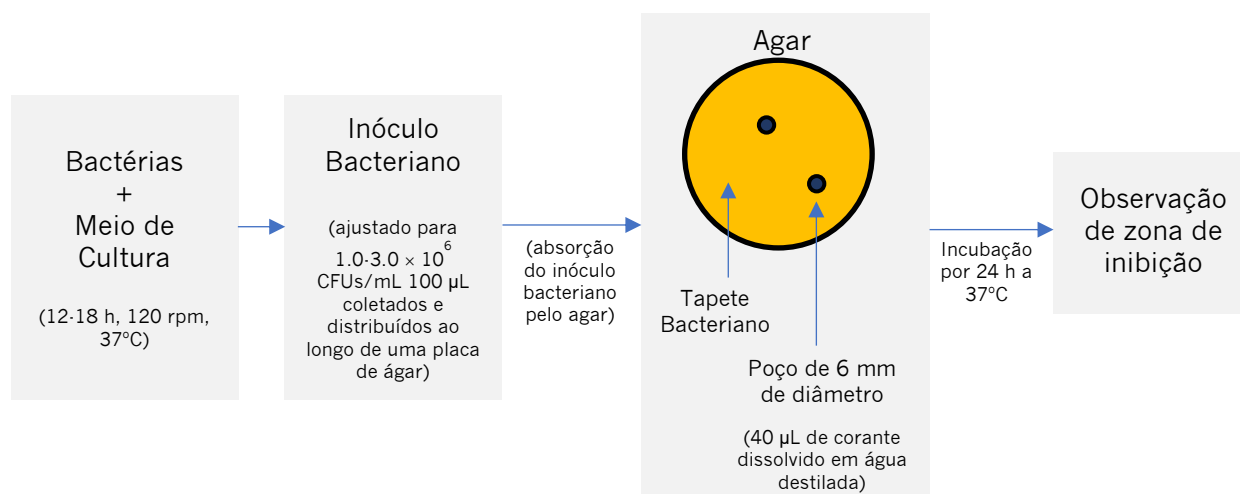 Bactérias
+
Meio de
Cultura
(12-18 h, 120 rpm,
37ºC)
Inóculo
Bacteriano
(ajustado para
1.0-3.0 × 10⁶
CFUs/mL 100 µL
coletados e
distribuídos ao
longo de uma placa
de ágar)
(absorção
do inóculo
bacteriano
pelo agar)
Agar
Tapete
Bacteriano
Poço de 6 mm
de diâmetro
(40 µL de corante
dissolvido em água
destilada)
Incubação
por 24 h a
37ºC
Observação
de zona de
inibição